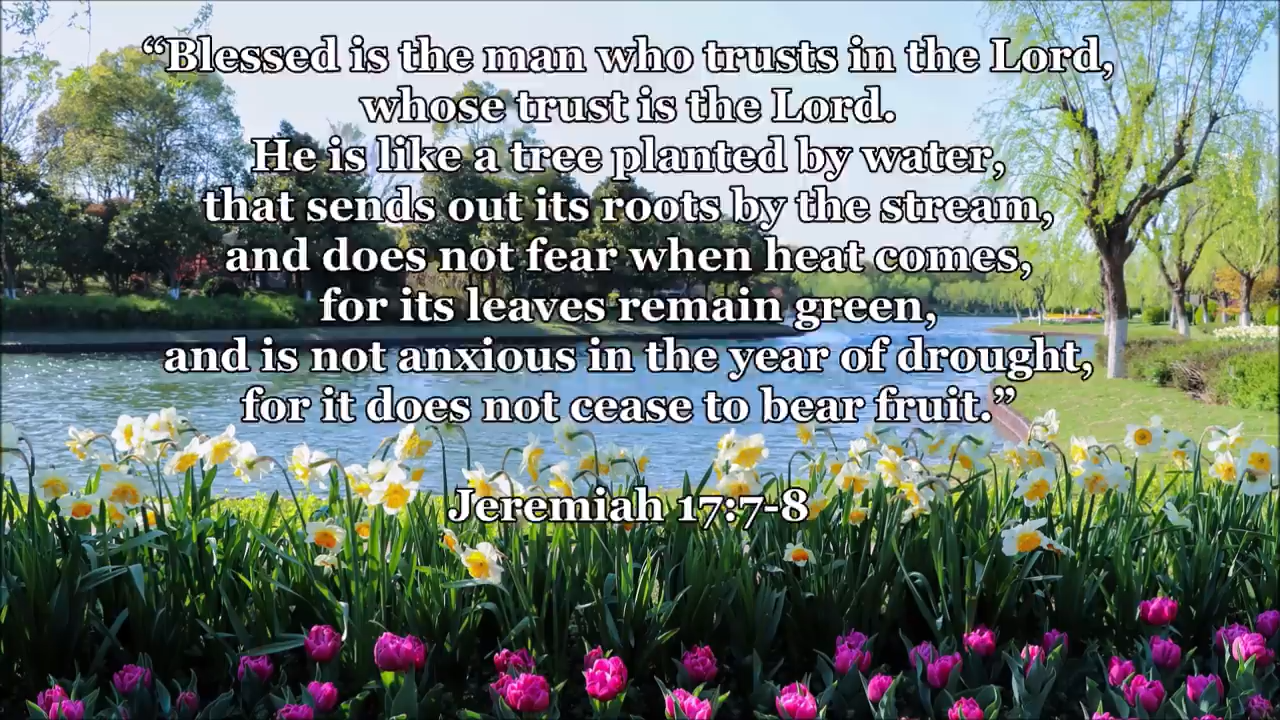 “Blessed is the man who trusts in the Lord,
whose trust is the Lord.
He is like a tree planted by water,
that sends out its roots by the stream,
and does not fear when heat comes,
for its leaves remain green,
and is not anxious in the year of drought,
for it does not cease to bear fruit.”
Jeremiah 17:7-8